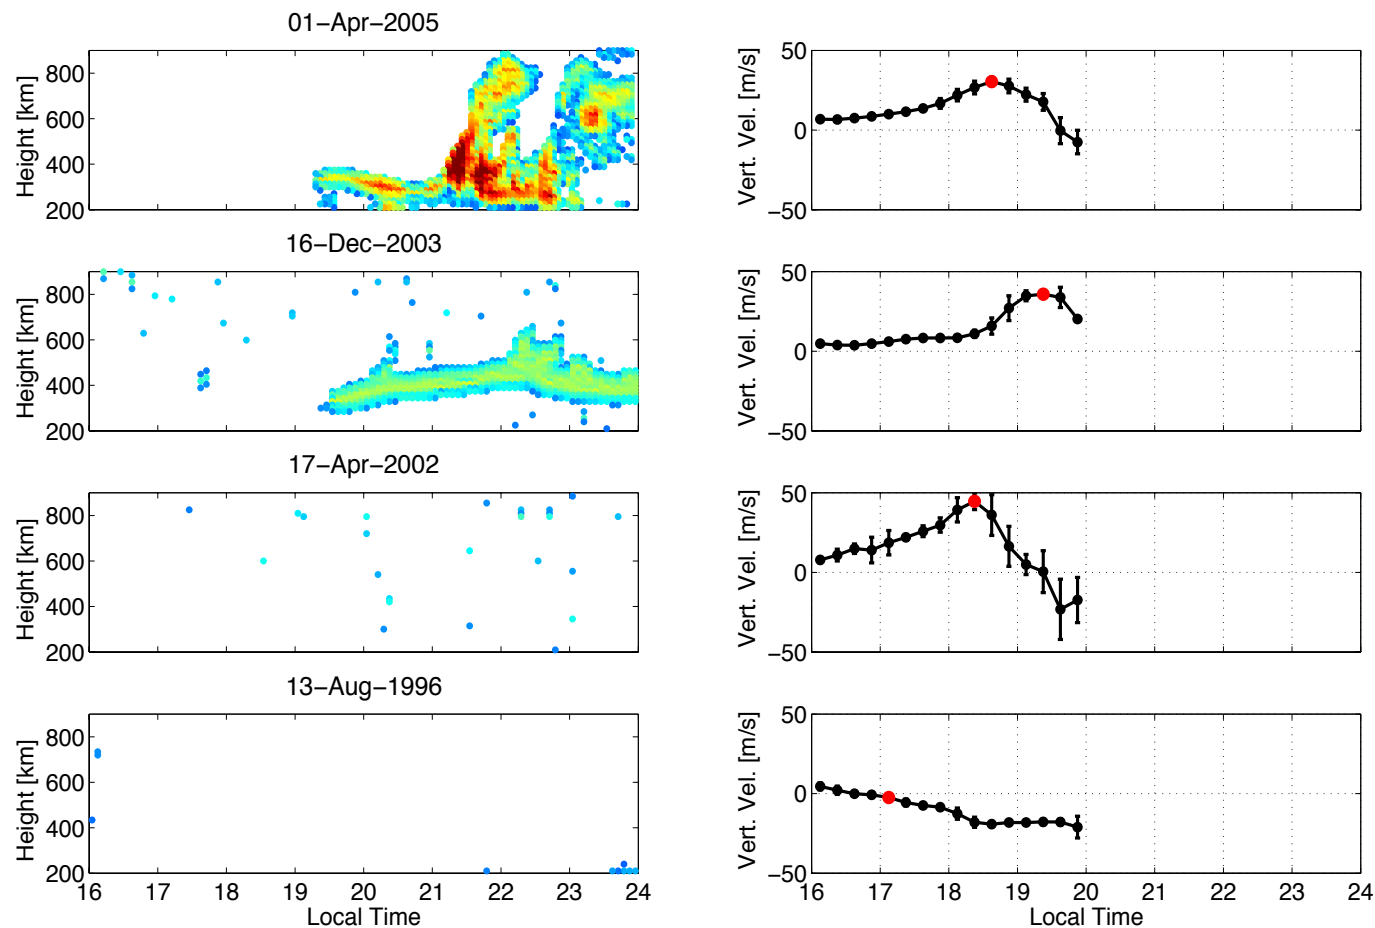 01−Apr−2005
Height [km]
800
600
400
200
Vert. Vel. [m/s]
50
0
−50
16−Dec−2003
Height [km]
800
600
400
200
Vert. Vel. [m/s]
50
0
−50
17−Apr−2002
Height [km]
800
600
400
200
Vert. Vel. [m/s]
50
0
−50
13−Aug−1996
Height [km]
800
600
400
200
16 17 18 19 20 21 22 23 24
Local Time
Vert. Vel. [m/s]
50
0
−50
16 17 18 19 20 21 22 23 24
Local Time